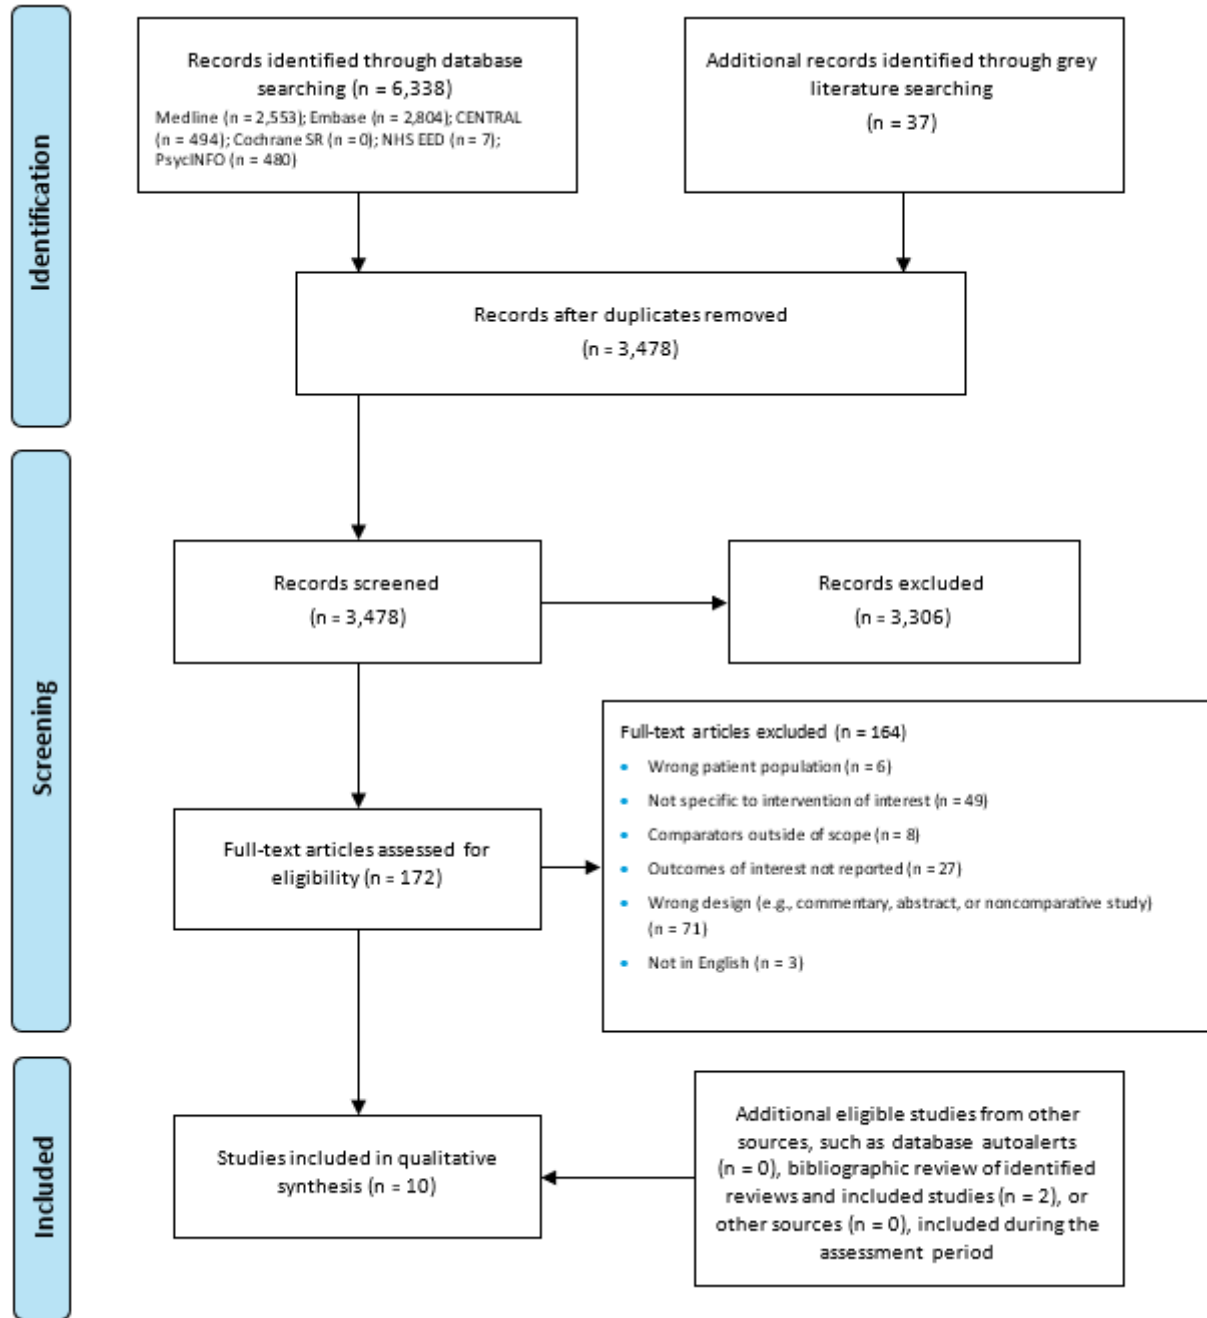 Identification
Records identified through database
searching (n = 6,338)
Medline (n = 2,553); Embase (n = 2,804); CENTRAL
(n = 494); Cochrane SR (n = 0); NHS EED (n = 7);
PsycINFO (n = 480)
Additional records identified through grey
literature searching
(n = 37)
Records after duplicates removed
(n = 3,478)
Screening
Records screened
(n = 3,478)
Records excluded
(n = 3,306)
Full-text articles assessed for
eligibility (n = 172)
Full-text articles excluded (n = 164)
• Wrong patient population (n = 6)
• Not specific to intervention of interest (n = 49)
• Comparators outside of scope (n = 8)
• Outcomes of interest not reported (n = 27)
• Wrong design (e.g., commentary, abstract, or noncomparative study)
(n = 71)
• Not in English (n = 3)
Included
Studies included in qualitative
synthesis (n = 10)
Additional eligible studies from other
sources, such as database autoalerts
(n = 0), bibliographic review of identified
reviews and included studies (n = 2), or
other sources (n = 0), included during the
assessment period